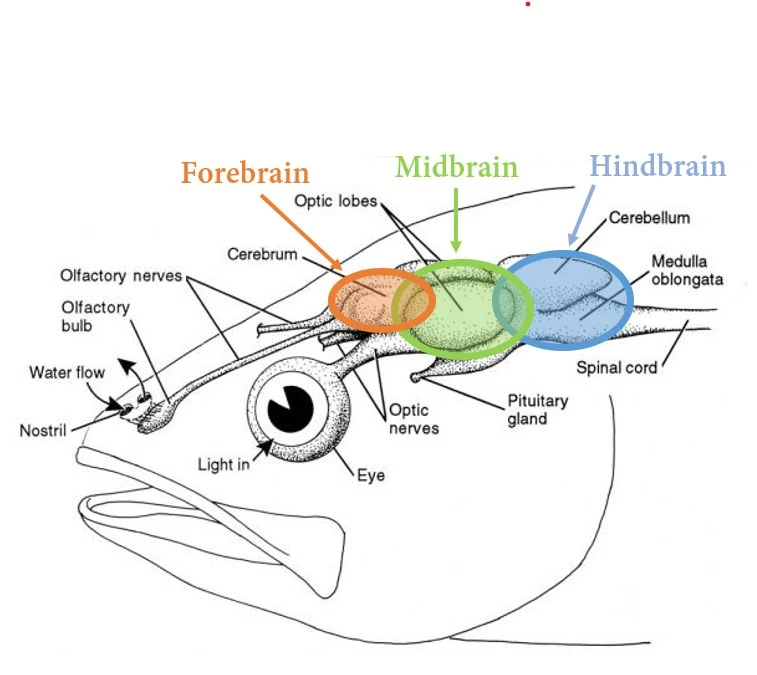 Forebrain
Midbrain
Hindbrain
Optic lobes
Cerebellum
Cerebrum
Medulla
oblongata
Olfactory nerves
Olfactory
bulb
Water flow
Spinal cord
Pituitary
gland
Optic
nerves
Nostril
Light in
Eye